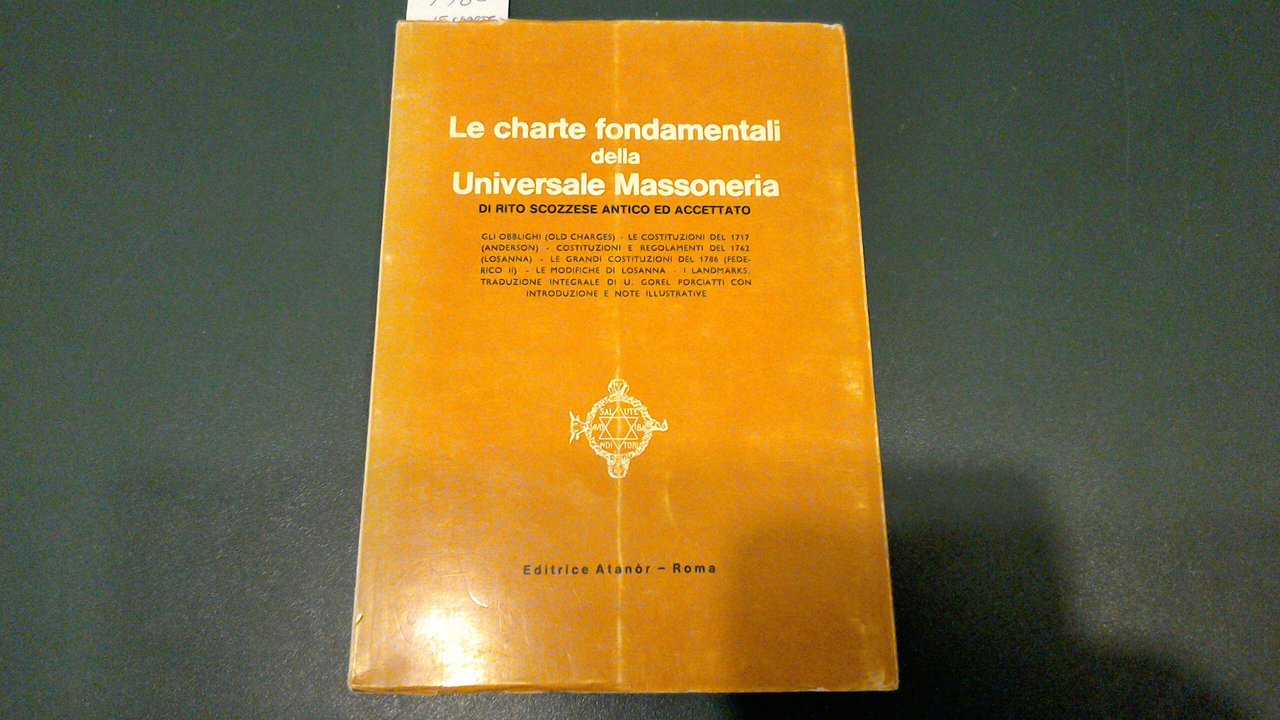 Le charte fondamentali
della
Universale Massoneria
DI RITO SCOZZESE ANTICO ED ACCETTATO
GLI OBBLIGHI (OLD CHARGES) - LE COSTITUZIONI DEL 1717
(ANDERSON) - COSTITUZIONI E REGOLAMENTI DEL 1762
(LOSANNA) - LE GRANDI COSTITUZIONI DEL 1786 (FEDE-
RICO II) - LE MODIFICHE DI LOSANNA - I LANDMARKS.
TRADUZIONE INTEGRALE DI U. GOREL PORCIATTI CON
INTRODUZIONE E NOTE ILLUSTRATIVE
SAL UTE
NDI TORI
Editrice Atanòr – Roma